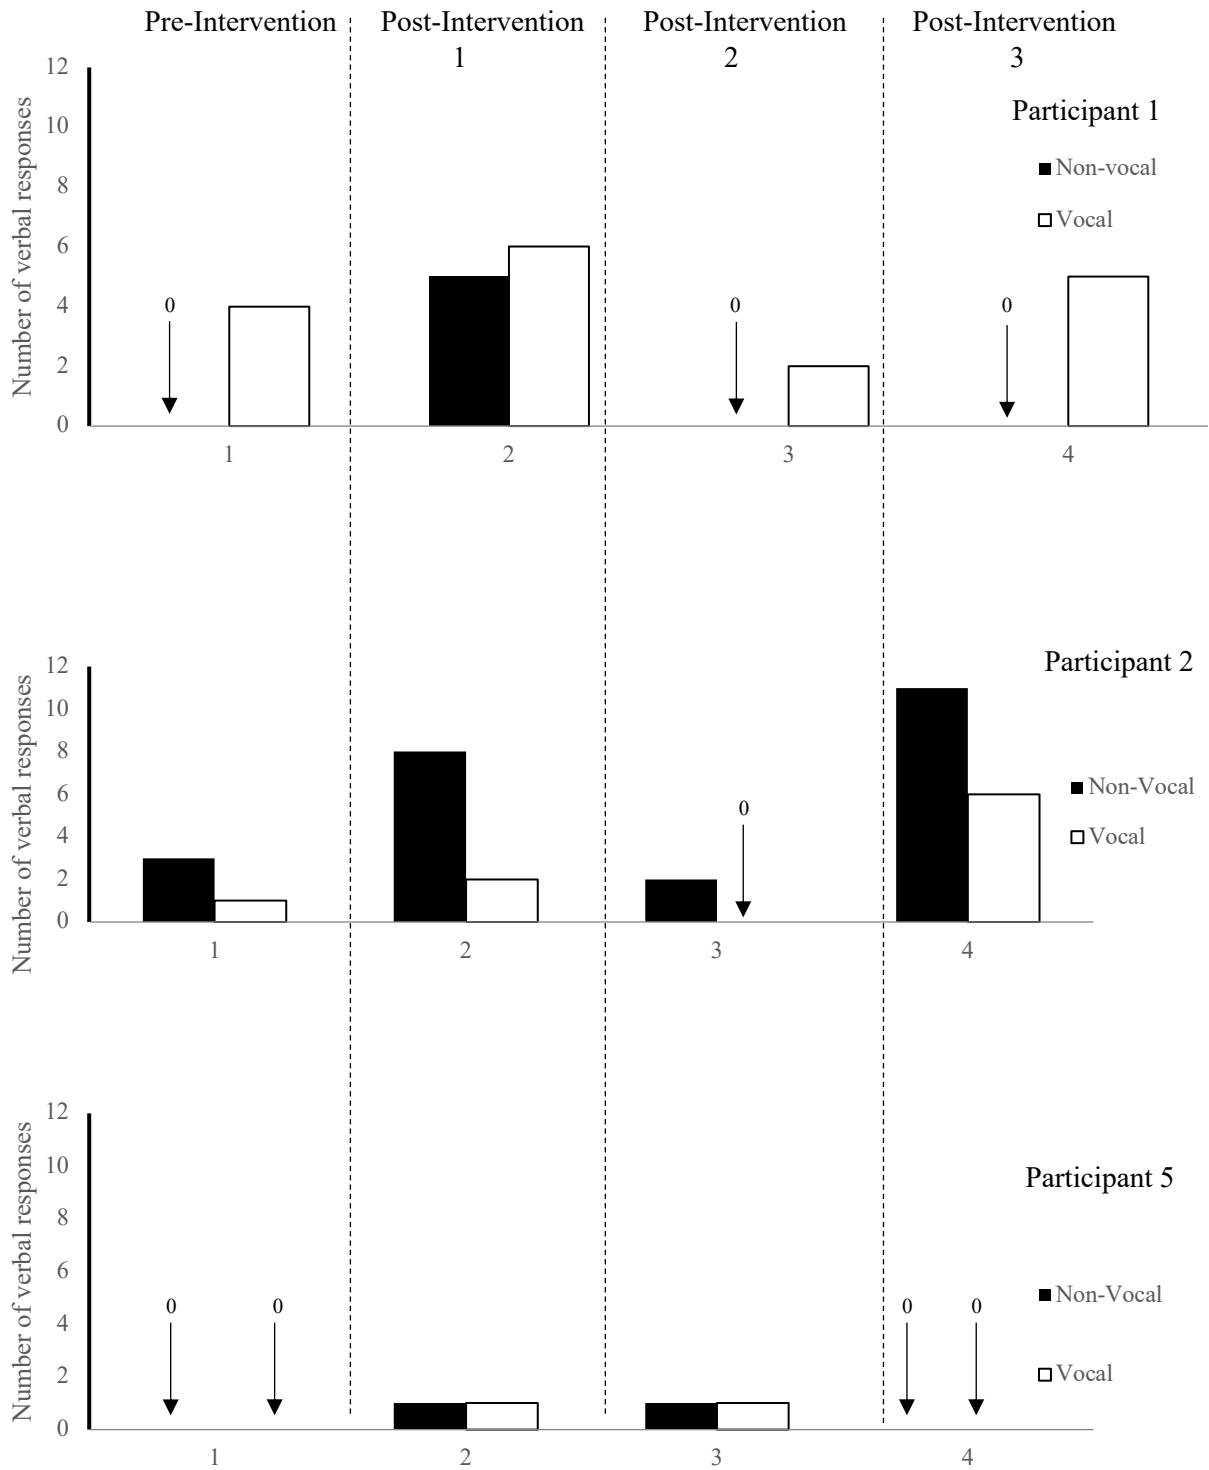 Pre-Intervention
Post-Intervention
1
Post-Intervention
2
Post-Intervention
3
Number of verbal responses
12
10
8
6
4
2
0
Participant 1
Non-vocal
Vocal
0
0
0
1
2
3
4
Number of verbal responses
12
10
8
6
4
2
0
Participant 2
Non-Vocal
Vocal
0
1
2
3
4
Number of verbal responses
12
10
8
6
4
2
0
Participant 5
Non-Vocal
Vocal
0
0
0
0
1
2
3
4